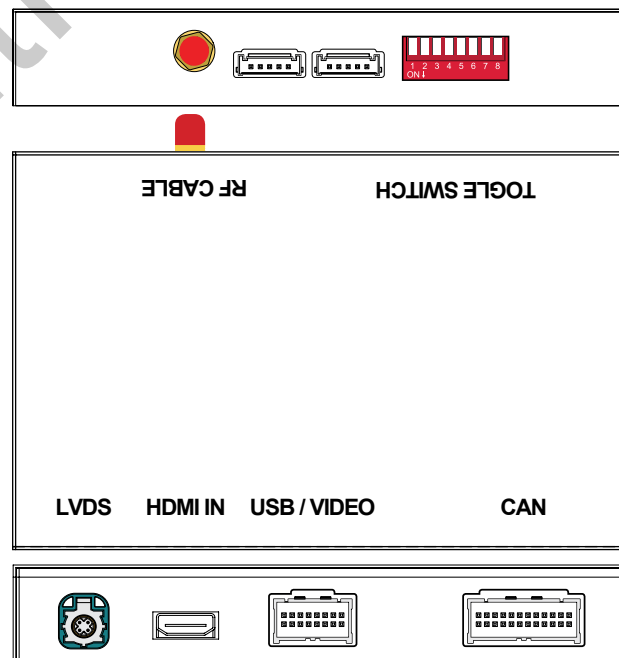 1 2 3 4 5 6 7 8
ON↓
RF CABLE
TOGLE SWITCH
LVDS HDMI IN USB / VIDEO CAN